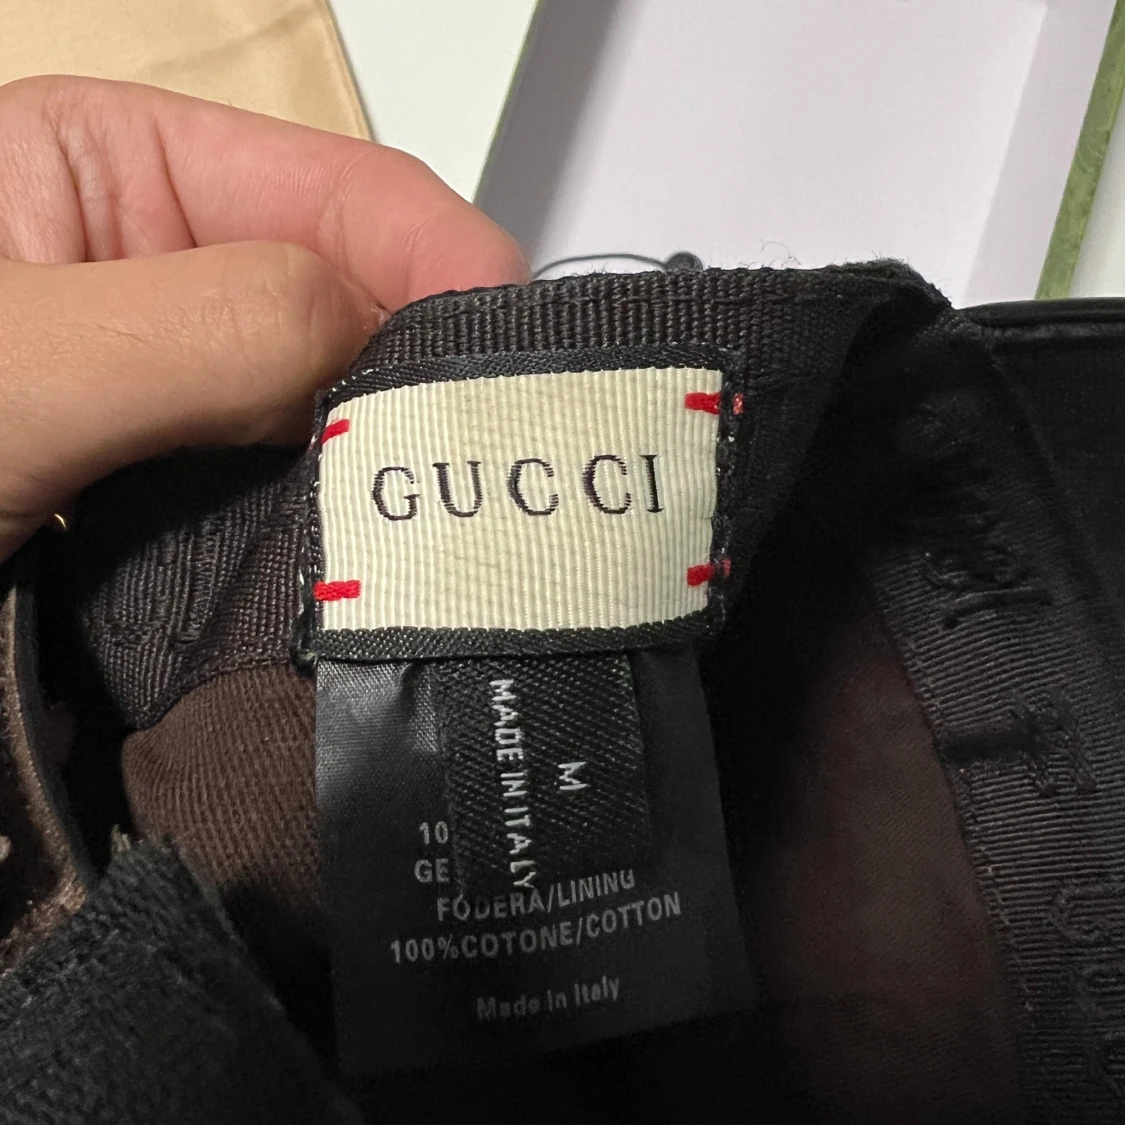 GUCCI
MADE IN ITALY
M
10
GE
FODERA/LINING
100%COTONE/COTTON
Made in Italy